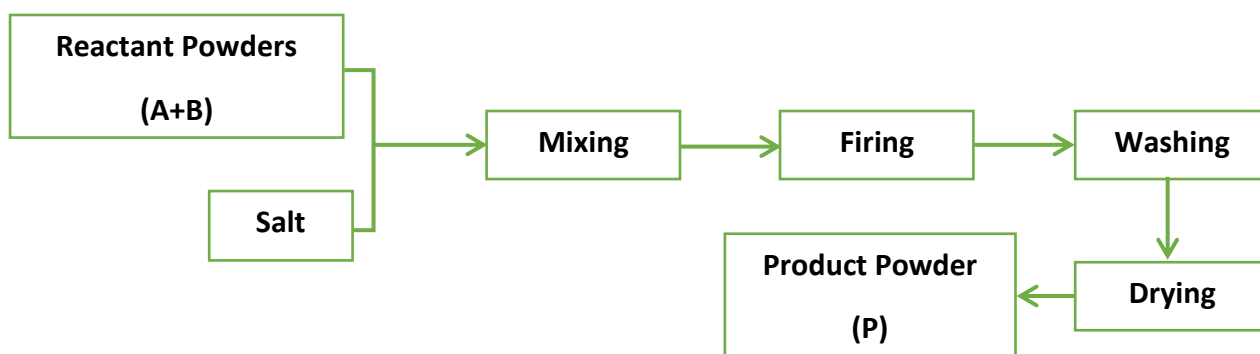 Reactant Powders
(A+B)
Salt
Mixing
Firing
Washing
Drying
Product Powder
(P)